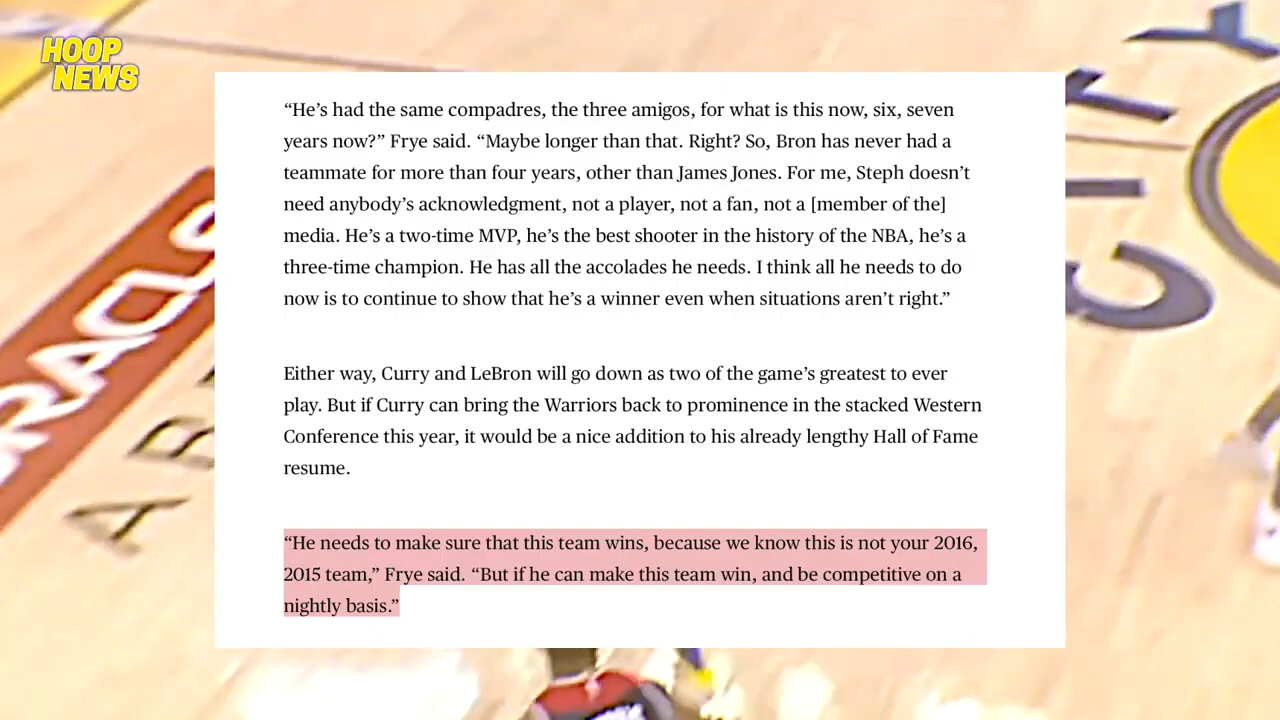 HOOP
NEWS
“He’s had the same compadres, the three amigos, for what is this now, six, seven
years now?” Frye said. “Maybe longer than that. Right? So, Bron has never had a
teammate for more than four years, other than James Jones. For me, Steph doesn’t
need anybody’s acknowledgment, not a player, not a fan, not a [member of the]
media. He’s a two-time MVP, he’s the best shooter in the history of the NBA, he’s a
three-time champion. He has all the accolades he needs. I think all he needs to do
now is to continue to show that he’s a winner even when situations aren’t right.”
Either way, Curry and LeBron will go down as two of the game’s greatest to ever
play. But if Curry can bring the Warriors back to prominence in the stacked Western
Conference this year, it would be a nice addition to his already lengthy Hall of Fame
resume.
“He needs to make sure that this team wins, because we know this is not your 2016,
2015 team,” Frye said. “But if he can make this team win, and be competitive on a
nightly basis.”
RACLE
CITY